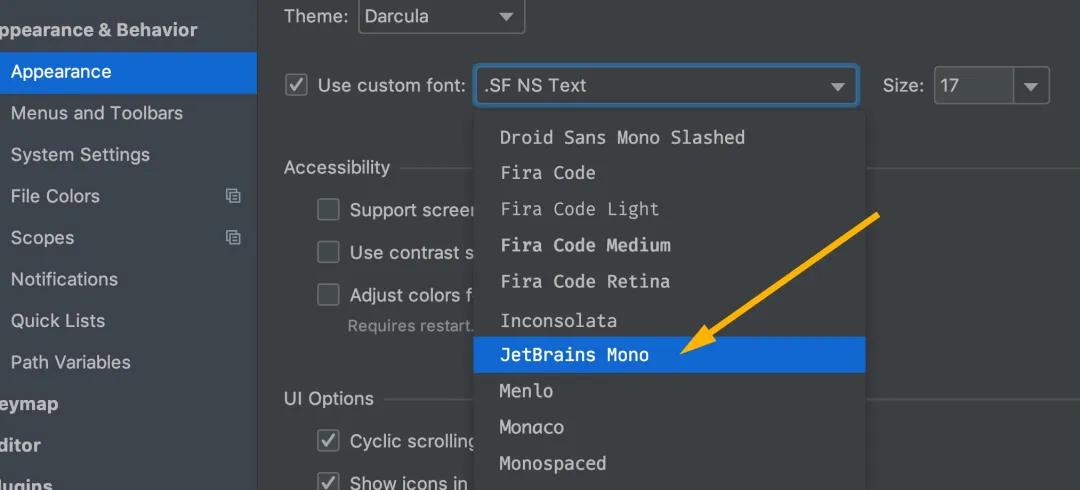 Theme: Darcula
ppearance & Behavior
Appearance
Use custom font: .SF NS Text Size: 17
Menus and Toolbars
Droid Sans Mono Slashed
System Settings
Accessibility
Fira Code
File Colors
Support screen
Fira Code Light
Scopes
Use contrast s
Fira Code Medium
Notifications
Adjust colors f
Fira Code Retina
Quick Lists
Requires restart.
Inconsolata
Path Variables
JetBrains Mono
UI Options
Menlo
eymap
Cyclic scrolling
Monaco
ditor
Show icons in
Monospaced
lugins